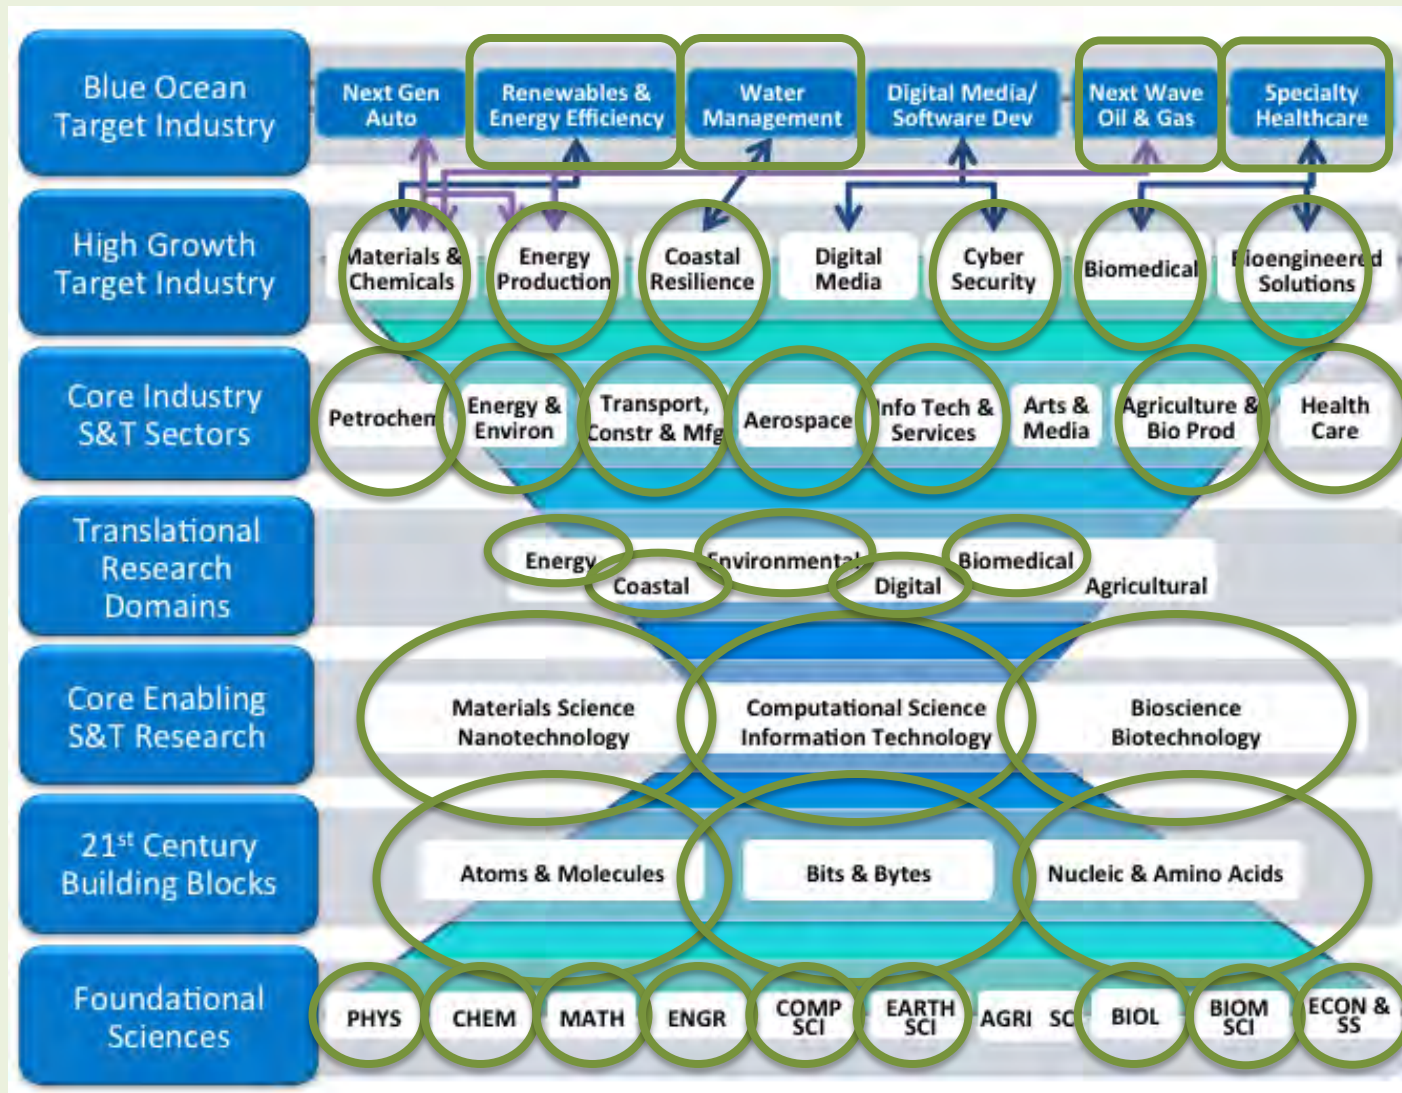 Blue Ocean
Target Industry
Next Gen
Auto
Renewables &
Energy Efficiency
Water
Management
Digital Media/
Software Dev
Next Wave
Oil & Gas
Specialty
Healthcare
High Growth
Target Industry
Materials &
Chemicals
Energy
Production
Coastal
Resilience
Digital
Media
Cyber
Security
Biomedical
Bioengineered
Solutions
Core Industry
S&T Sectors
Petrochem
Energy &
Environ
Transport,
Constr & Mfg
Aerospace
Info Tech &
Services
Arts &
Media
Agriculture &
Bio Prod
Health
Care
Translational
Research
Domains
Energy
Coastal
Environmental
Digital
Biomedical
Agricultural
Core Enabling
S&T Research
Materials Science
Nanotechnology
Computational Science
Information Technology
Bioscience
Biotechnology
21st Century
Building Blocks
Atoms & Molecules
Bits & Bytes
Nucleic & Amino Acids
Foundational
Sciences
PHYS
CHEM
MATH
ENGR
COMP
SCI
EARTH
SCI
AGRI SC
BIOL
BIOM
SCI
ECON &
SS